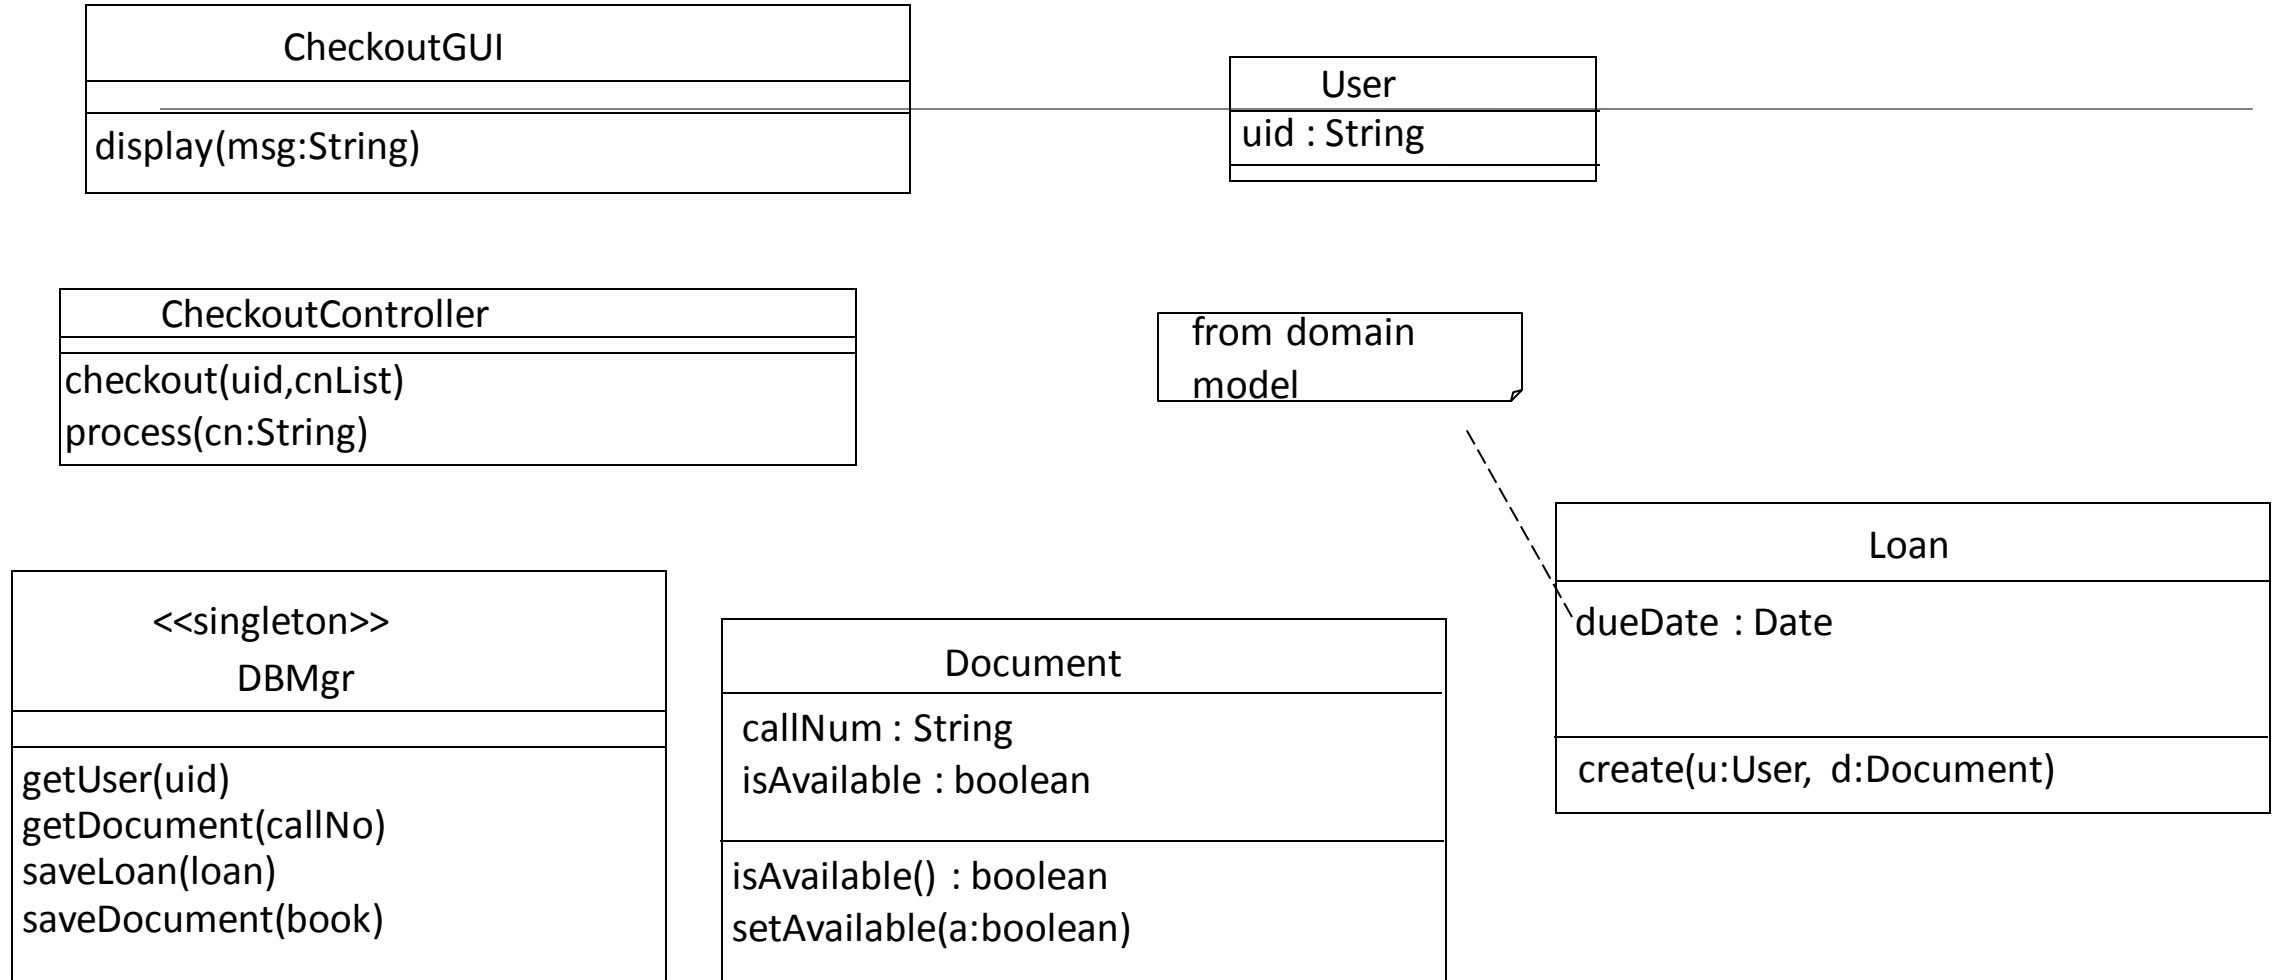 CheckoutGUI
display(msg:String)
User
uid : String
CheckoutController
checkout(uid,cnList)
process(cn:String)
from domain
model
Loan
dueDate : Date
create(u:User, d:Document)
<<singleton>>
DBMgr
getUser(uid)
getDocument(callNo)
saveLoan(loan)
saveDocument(book)
Document
callNum : String
isAvailable : boolean
isAvailable() : boolean
setAvailable(a:boolean)